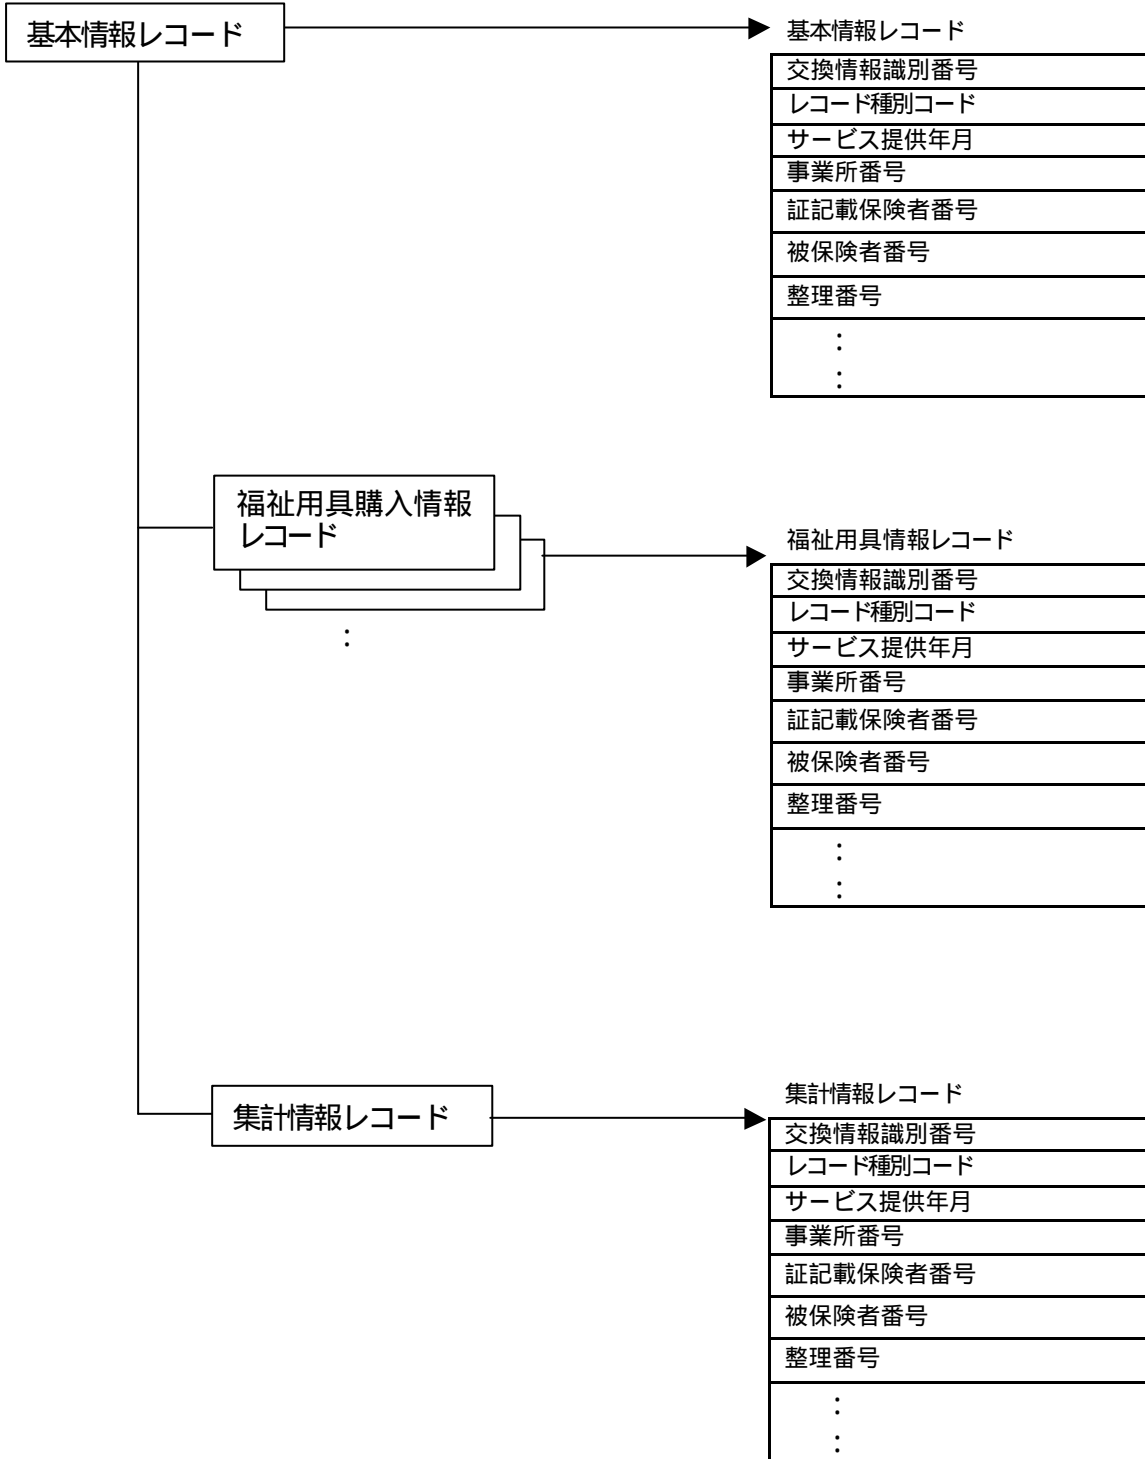 基本情報レコード
基本情報レコード
交換情報識別番号
レコード種別コード
サービス提供年月
事業所番号
証記載保険者番号
被保険者番号
整理番号
：
：
福祉用具購入情報
レコード
：
福祉用具情報レコード
交換情報識別番号
レコード種別コード
サービス提供年月
事業所番号
証記載保険者番号
被保険者番号
整理番号
：
：
集計情報レコード
集計情報レコード
交換情報識別番号
レコード種別コード
サービス提供年月
事業所番号
証記載保険者番号
被保険者番号
整理番号
：
：